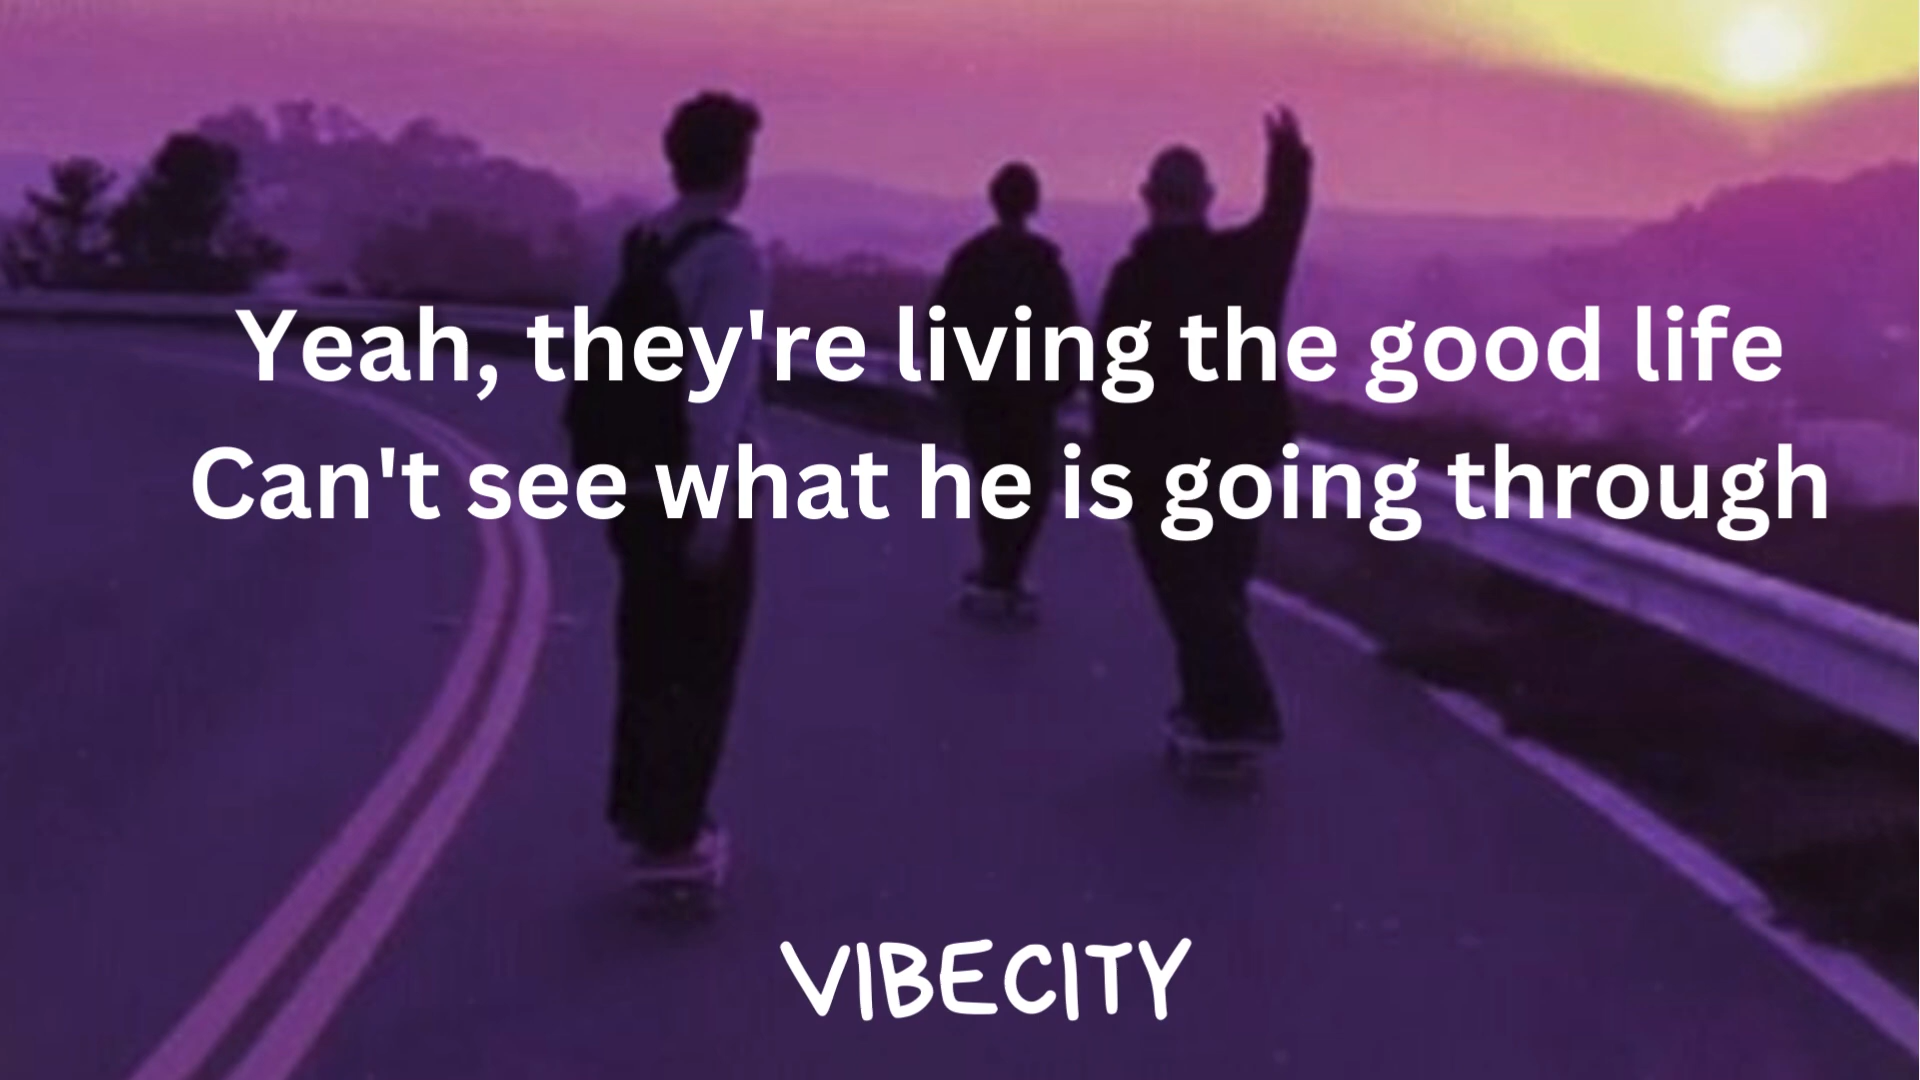 Yeah, they're living the good life
Can't see what he is going through
VIBECITY